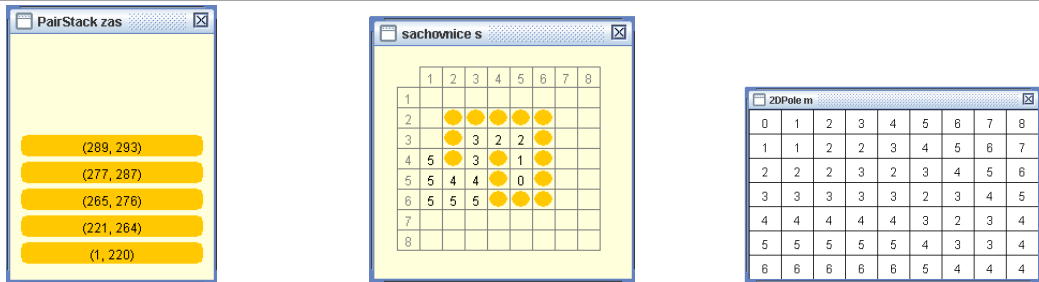 PairStack zas
(289, 293)
(277, 287)
(265, 276)
(221, 264)
(1, 220)
sachovnice s
1 2 3 4 5 6 7 8
1
2
3 3 2 2
4 5 3 1
5 5 4 4 0
6 5 5 5
7
8
2DPole m
0 1 2 3 4 5 6 7 8
1 1 2 2 3 4 5 6 7
2 2 2 3 2 3 4 5 6
3 3 3 3 3 2 3 4 5
4 4 4 4 4 3 2 3 4
5 5 5 5 5 4 3 3 4
6 6 6 6 6 5 4 4 4